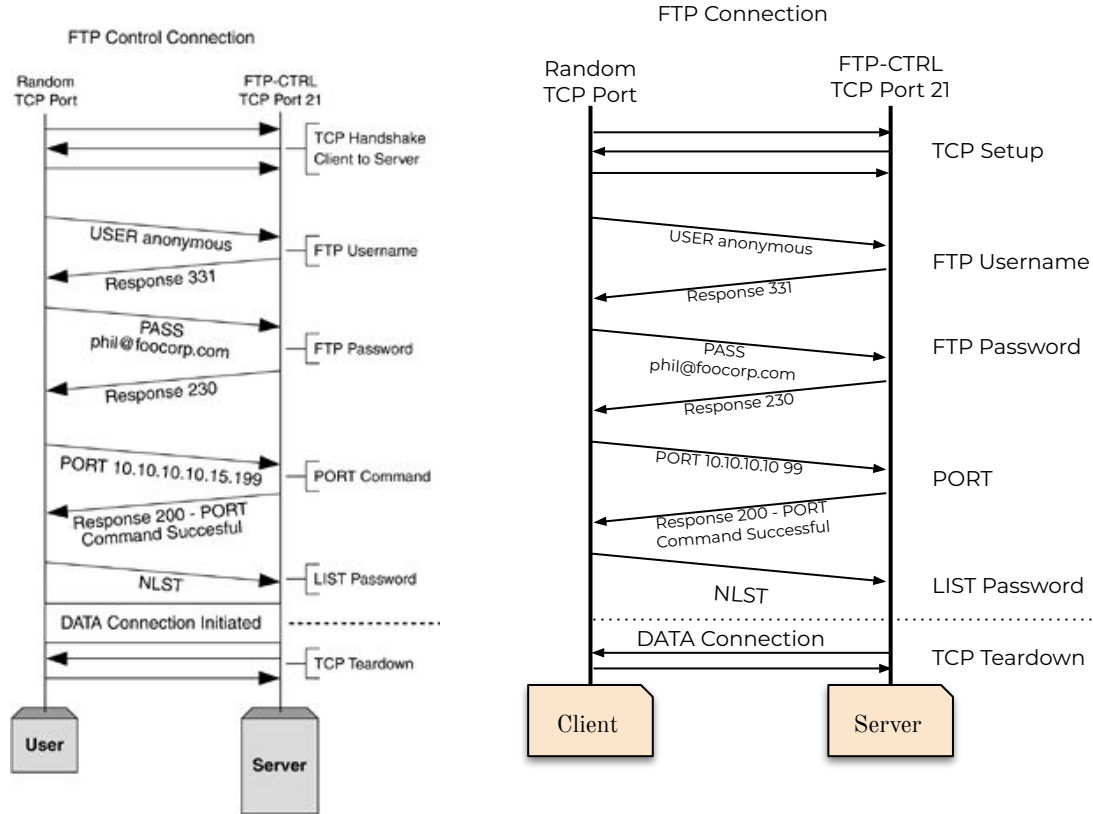 FTP Control Connection
Random
TCP Port
FTP-CTRL
TCP Port 21
TCP Handshake
Client to Server
USER anonymous
FTP Username
Response 331
PASS
phil@foocorp.com
FTP Password
Response 230
PORT 10.10.10.10.15.199
PORT Command
Response 200 - PORT
Command Succesful
NLST
LIST Password
DATA Connection Initiated
TCP Teardown
User
Server
FTP Connection
Random
TCP Port
FTP-CTRL
TCP Port 21
TCP Setup
USER anonymous
FTP Username
Response 331
PASS
phil@foocorp.com
FTP Password
Response 230
PORT 10.10.10.10 99
PORT
Response 200 - PORT
Command Successful
NLST
LIST Password
DATA Connection
TCP Teardown
Client
Server